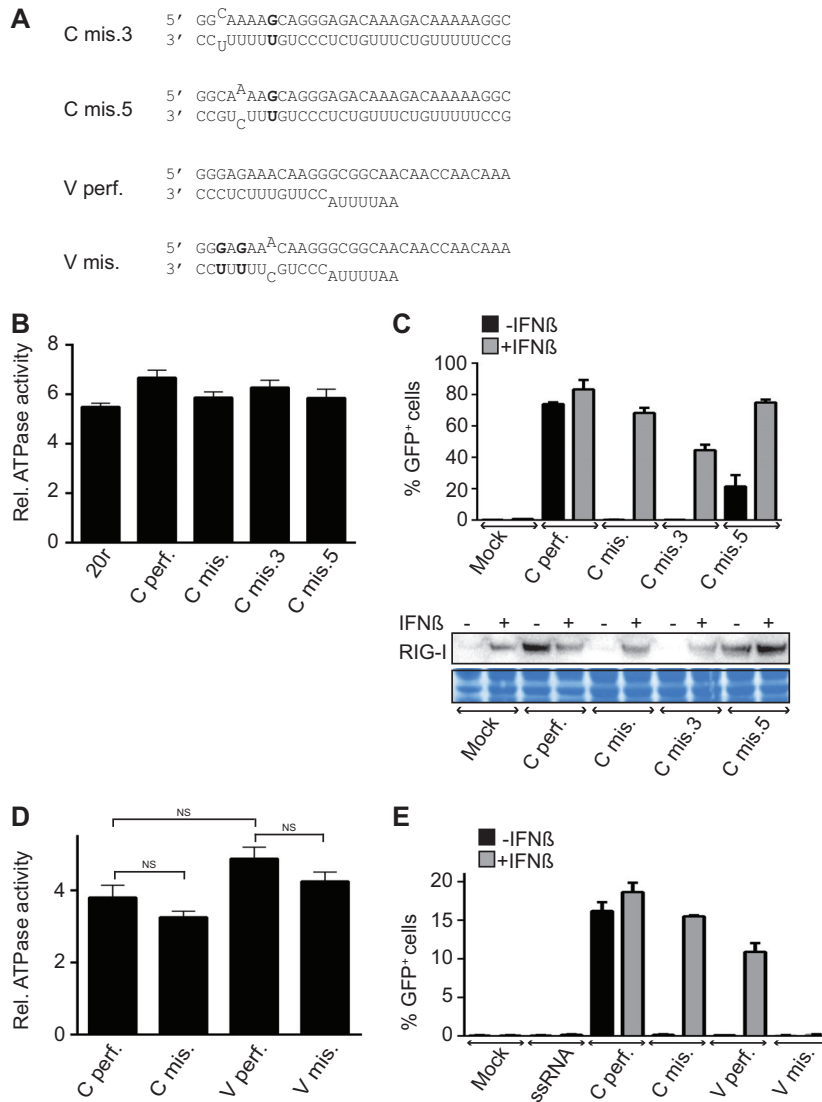 A
C mis.3
5’ GGCAAAAGCAGGGAGACAAAGACAAAAAGGC
3’ CCUUUUUUGUCCCUCUGUUUCUGUUUUUCCG
C mis.5
5’ GGCAAAAGCAGGGAGACAAAGACAAAAAGGC
3’ CCGUCUUUGUCCCUCUGUUUCUGUUUUUCCG
V perf.
5’ GGGAGAAACAAGGGCGGCAACAACCAACAAA
3’ CCCUCUUUGUUCCAUUUUAA
V mis.
5’ GGGAGAAACAAGGGCGGCAACAACCAACAAA
3’ CCUUUUUCGUCCCAUUUUAA
B
Rel. ATPase activity
8
6
4
2
0
20r
C perf.
C mis.
C mis.3
C mis.5
C
-IFNß
+IFNß
% GFP+ cells
100
80
60
40
20
0
Mock
C perf.
C mis.
C mis.3
C mis.5
IFNß - + - + - + - + - +
RIG-I
Mock
C perf.
C mis.
C mis.3
C mis.5
D
NS
NS
NS
Rel. ATPase activity
4
2
0
C perf.
C mis.
V perf.
V mis.
E
-IFNß
+IFNß
% GFP+ cells
20
15
10
5
0
Mock
ssRNA
C perf.
C mis.
V perf.
V mis.